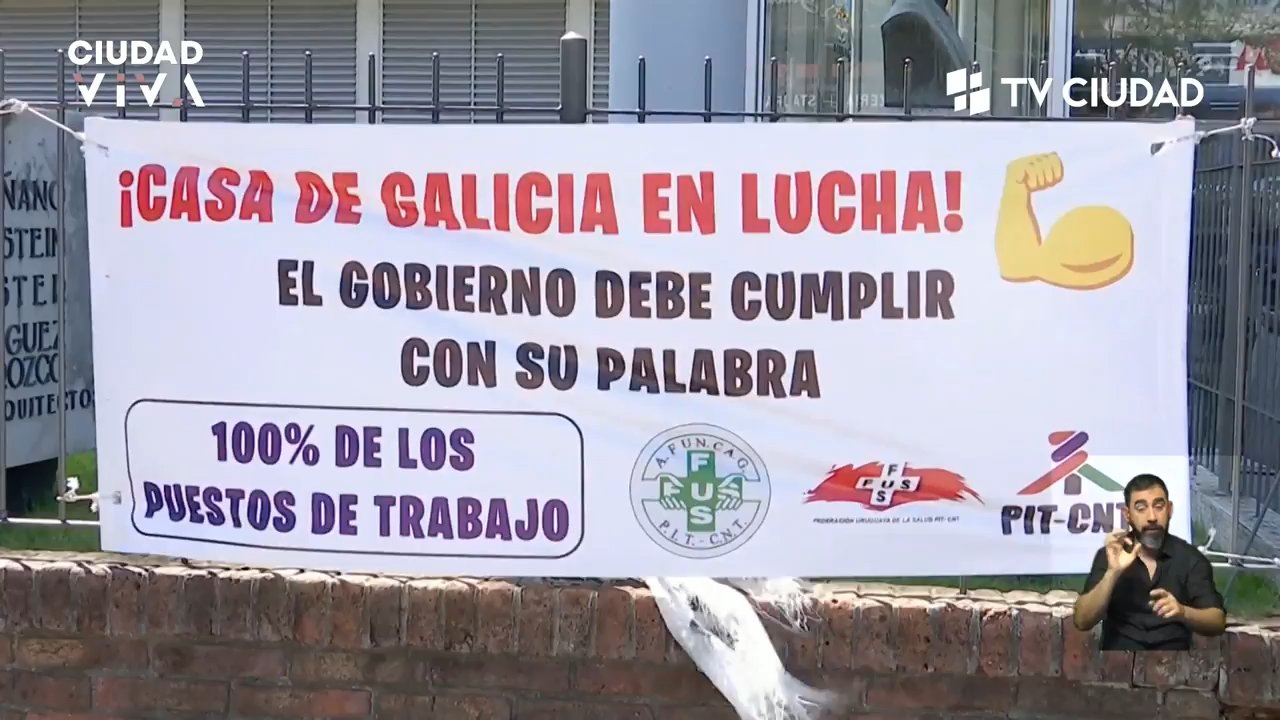 CIUDAD
VIVA
TV CIUDAD
¡CASA DE GALICIA EN LUCHA!
EL GOBIERNO DEBE CUMPLIR
CON SU PALABRA
100% DE LOS
PUESTOS DE TRABAJO
A.FUN.C.A.G.
FUS
P.I.T.-C.N.T.
FUS
FEDERACIÓN URUGUAYA DE LA SALUD PIT-CNT
PIT-CNT